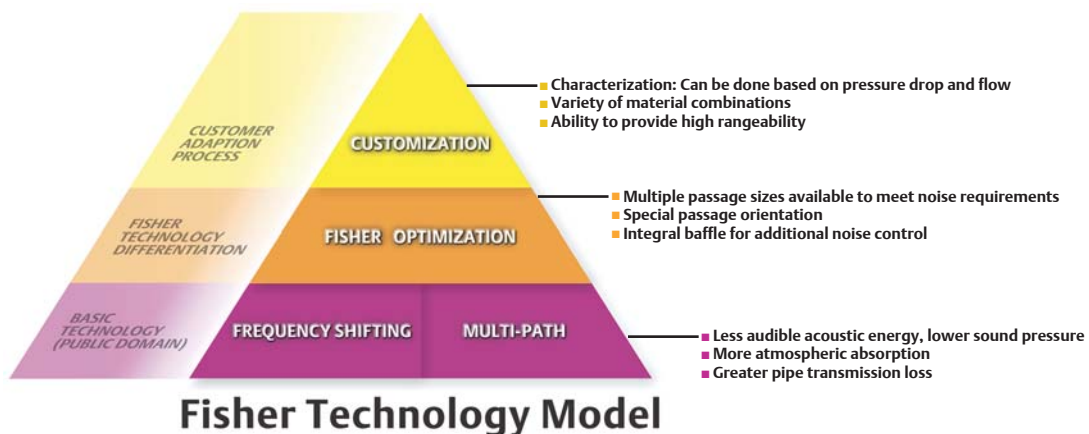 CUSTOMER
ADAPTION
PROCESS
CUSTOMIZATION
Characterization: Can be done based on pressure drop and flow
Variety of material combinations
Ability to provide high rangeability
FISHER
TECHNOLOGY
DIFFERENTIATION
FISHER OPTIMIZATION
Multiple passage sizes available to meet noise requirements
Special passage orientation
Integral baffle for additional noise control
BASIC
TECHNOLOGY
(PUBLIC DOMAIN)
FREQUENCY SHIFTING
MULTI-PATH
Less audible acoustic energy, lower sound pressure
More atmospheric absorption
Greater pipe transmission loss
Fisher Technology Model